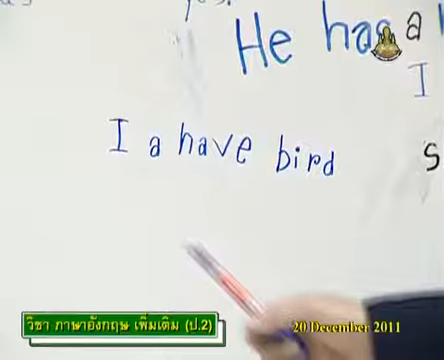 He has a
I
I a have bird
s
วิชา ภาษาอังกฤษ เพิ่มเติม (ป.2)
20 December 2011